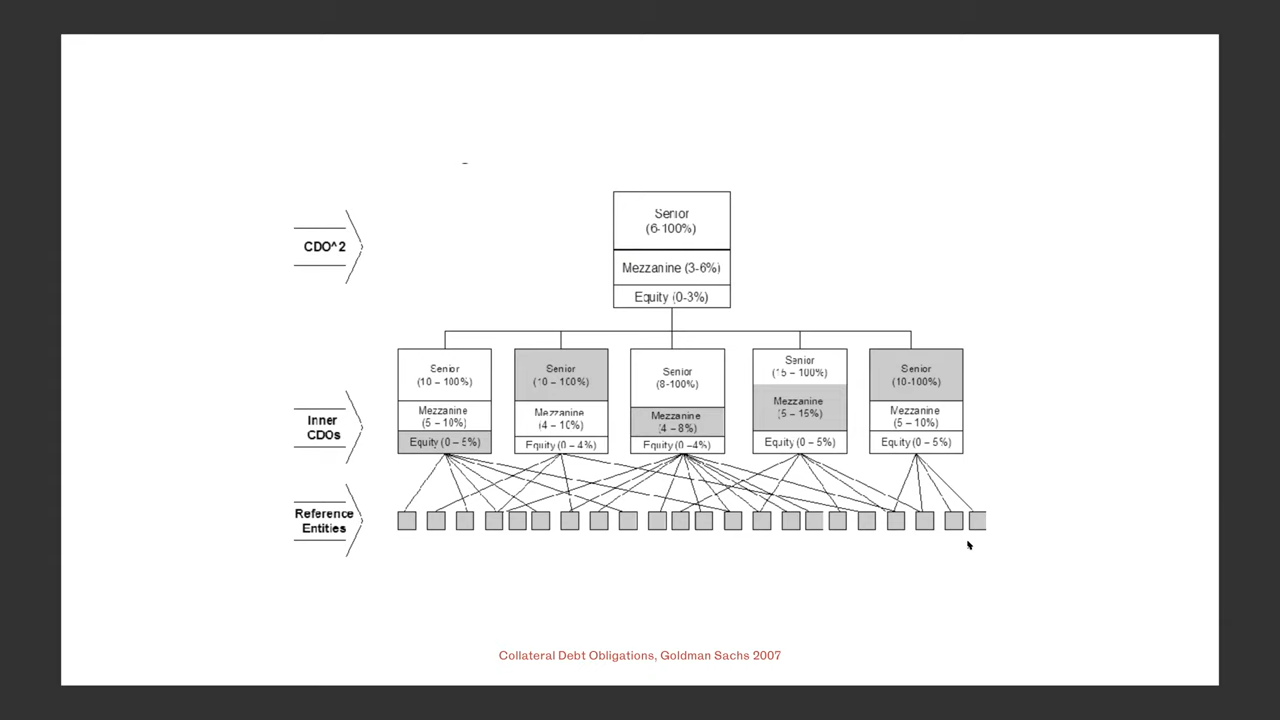 Senior
(6-100%)
CDO^2
Mezzanine (3-6%)
Equity (0-3%)
Senior
(10 – 100%)
Mezzanine
(5 – 10%)
Equity (0 – 5%)
Senior
(10 – 100%)
Mezzanine
(4 – 10%)
Equity (0 – 4%)
Senior
(8-100%)
Mezzanine
(4 – 8%)
Equity (0 –4%)
Senior
(15 – 100%)
Mezzanine
(5 – 15%)
Equity (0 – 5%)
Senior
(10-100%)
Mezzanine
(5 – 10%)
Equity (0 – 5%)
Inner
CDOs
Reference
Entities
Collateral Debt Obligations, Goldman Sachs 2007